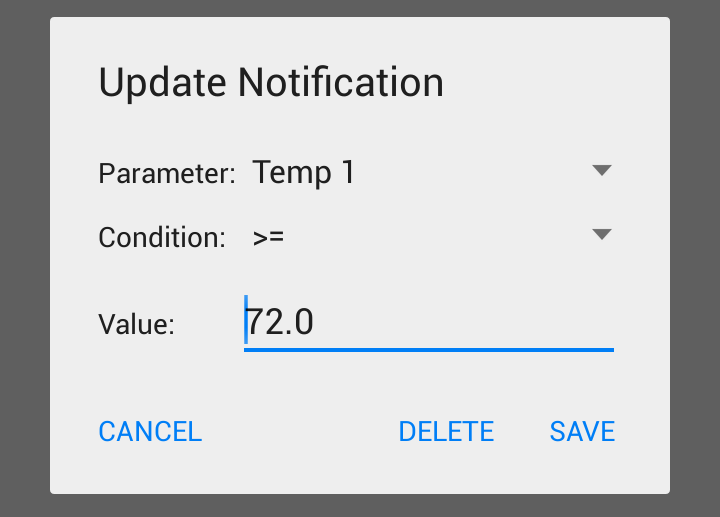 Update Notification
Parameter: Temp 1
Condition: >=
Value: 72.0
CANCEL DELETE SAVE